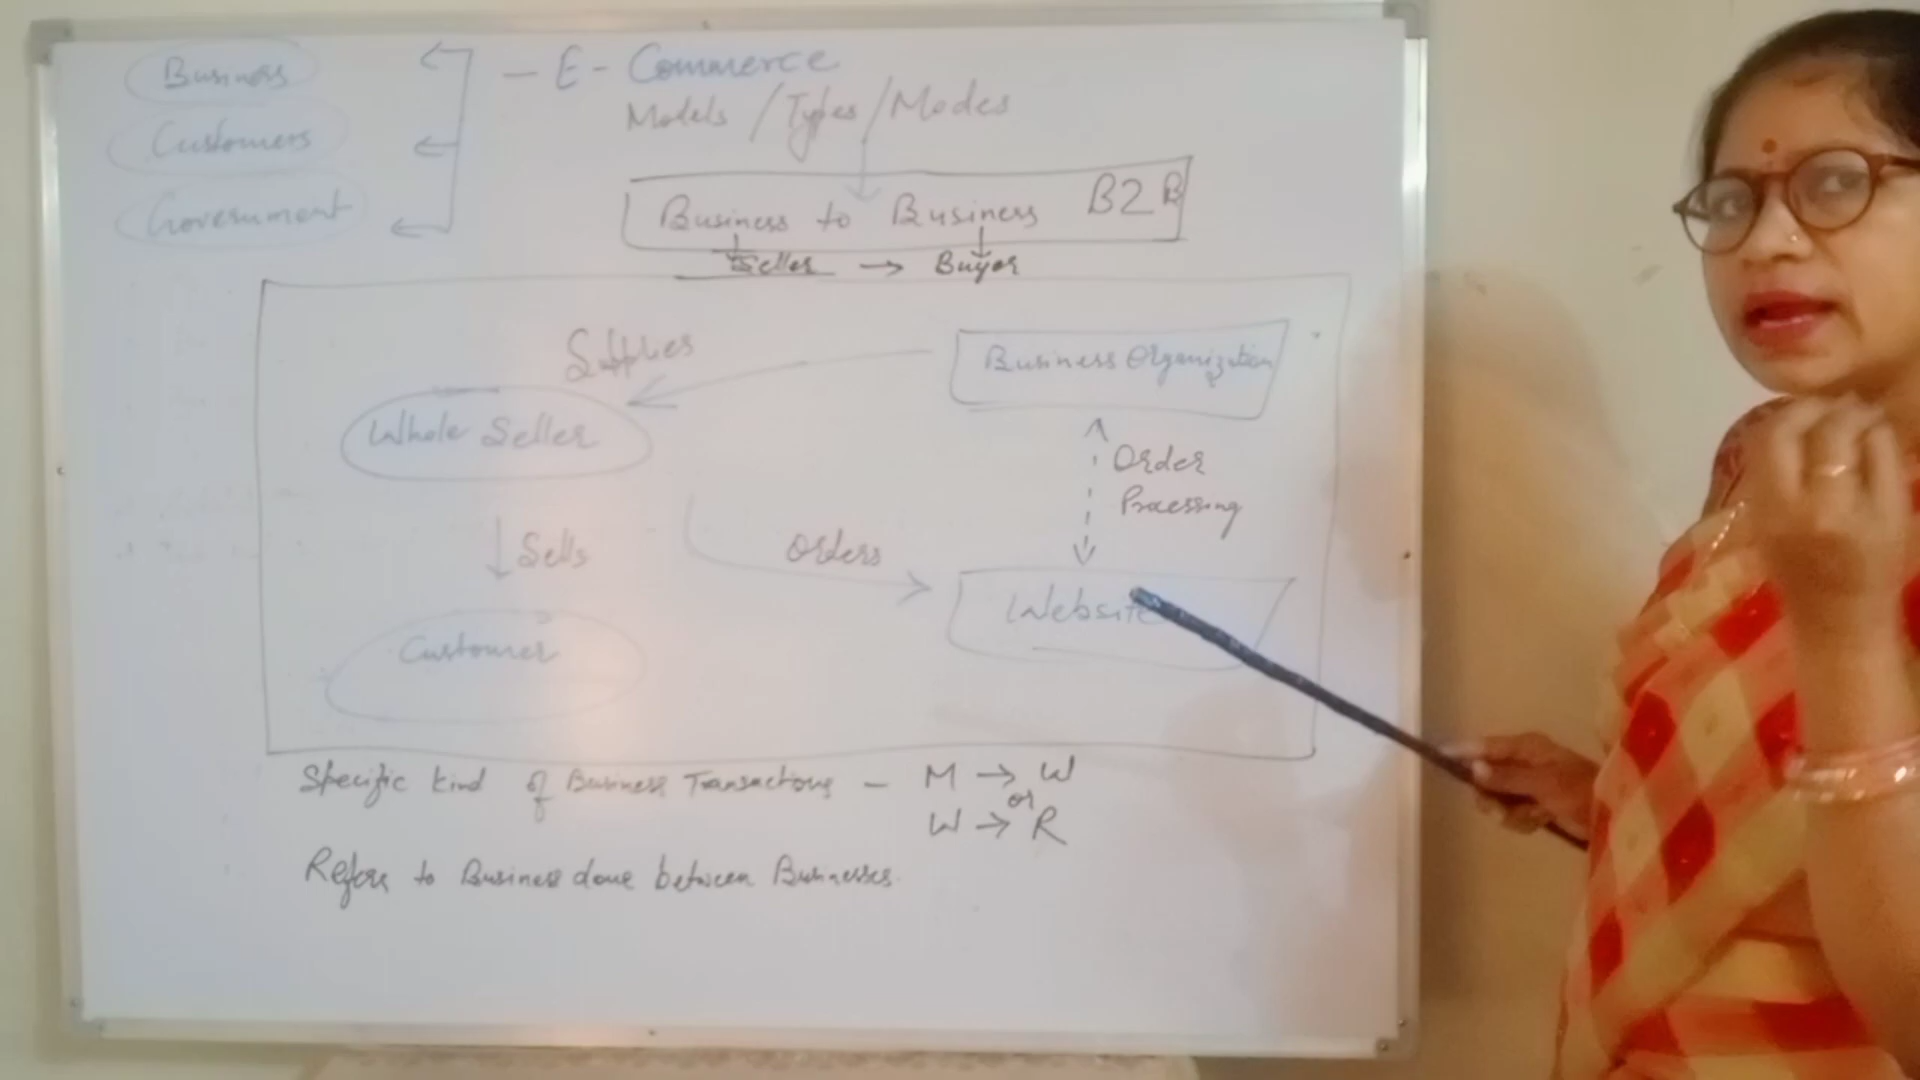 Business
Customers
Government
- E - Commerce
Models / Types / Modes
Business to Business B2B
Seller → Buyer
Supplies
Business Organization
Whole Seller
Order
Processing
Sells
Orders
Website
Customer
Specific kind of Business Transactions - M → W
or
W → R
Refers to Business done between Businesses.